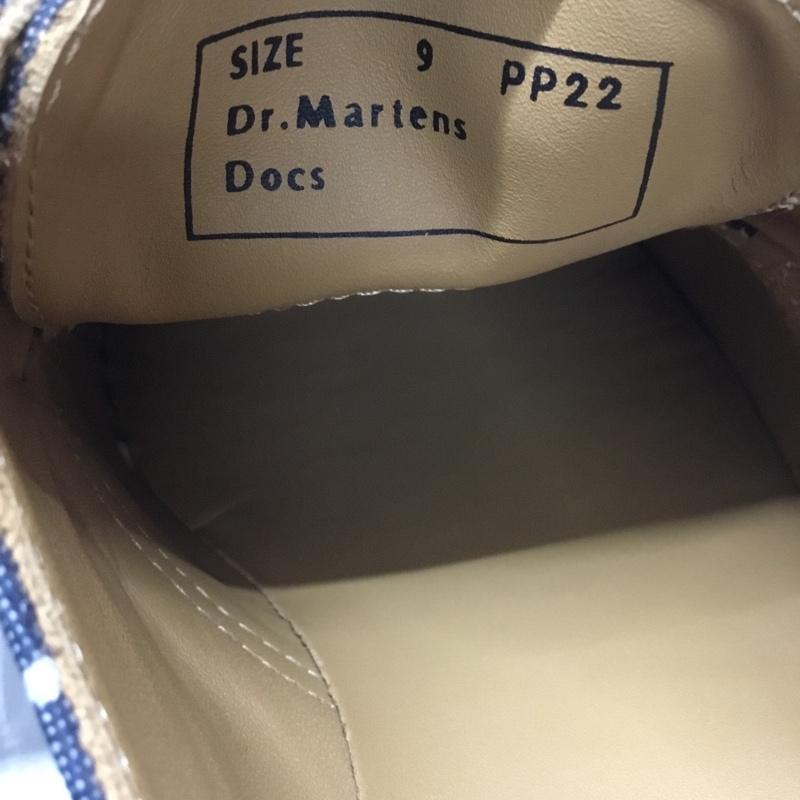 SIZE 9 PP22
Dr.Martens
Docs